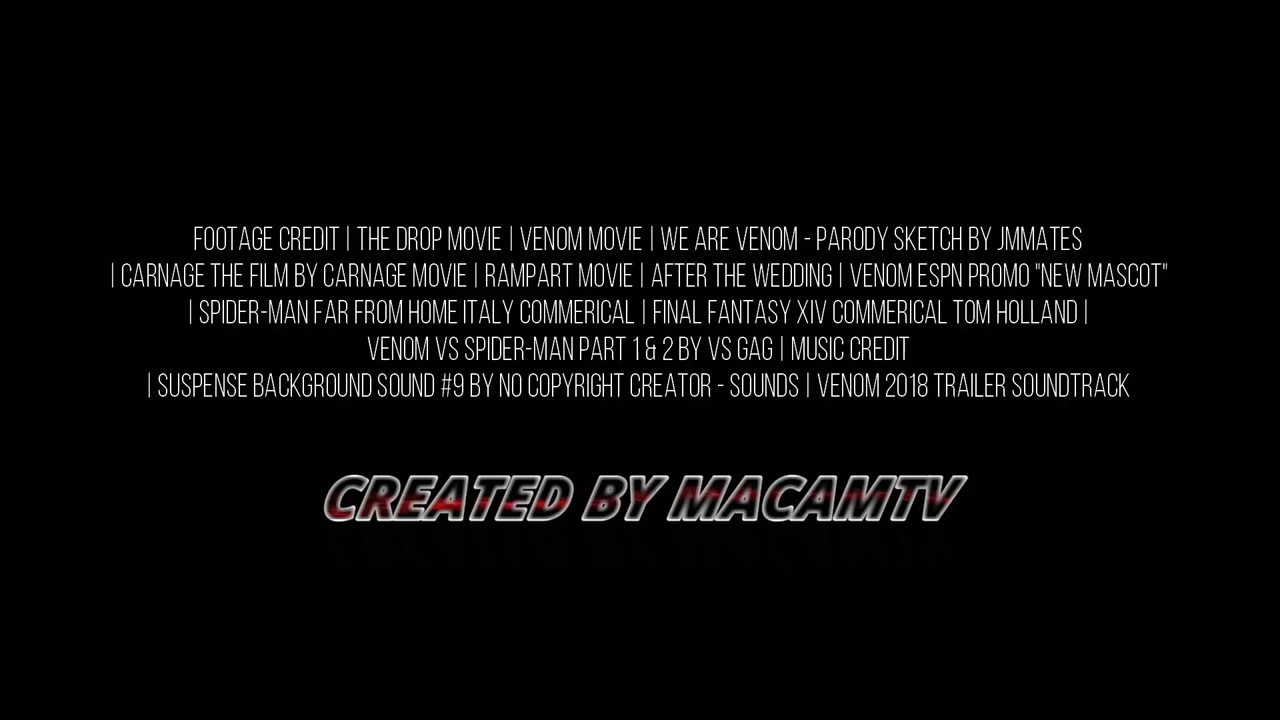 FOOTAGE CREDIT | THE DROP MOVIE | VENOM MOVIE | WE ARE VENOM - PARODY SKETCH BY JMMATES
| CARNAGE THE FILM BY CARNAGE MOVIE | RAMPART MOVIE | AFTER THE WEDDING | VENOM ESPN PROMO "NEW MASCOT"
| SPIDER-MAN FAR FROM HOME ITALY COMMERICAL | FINAL FANTASY XIV COMMERICAL TOM HOLLAND |
VENOM VS SPIDER-MAN PART 1 & 2 BY VS GAG | MUSIC CREDIT
| SUSPENSE BACKGROUND SOUND #9 BY NO COPYRIGHT CREATOR - SOUNDS | VENOM 2018 TRAILER SOUNDTRACK
CREATED BY MACAMTV